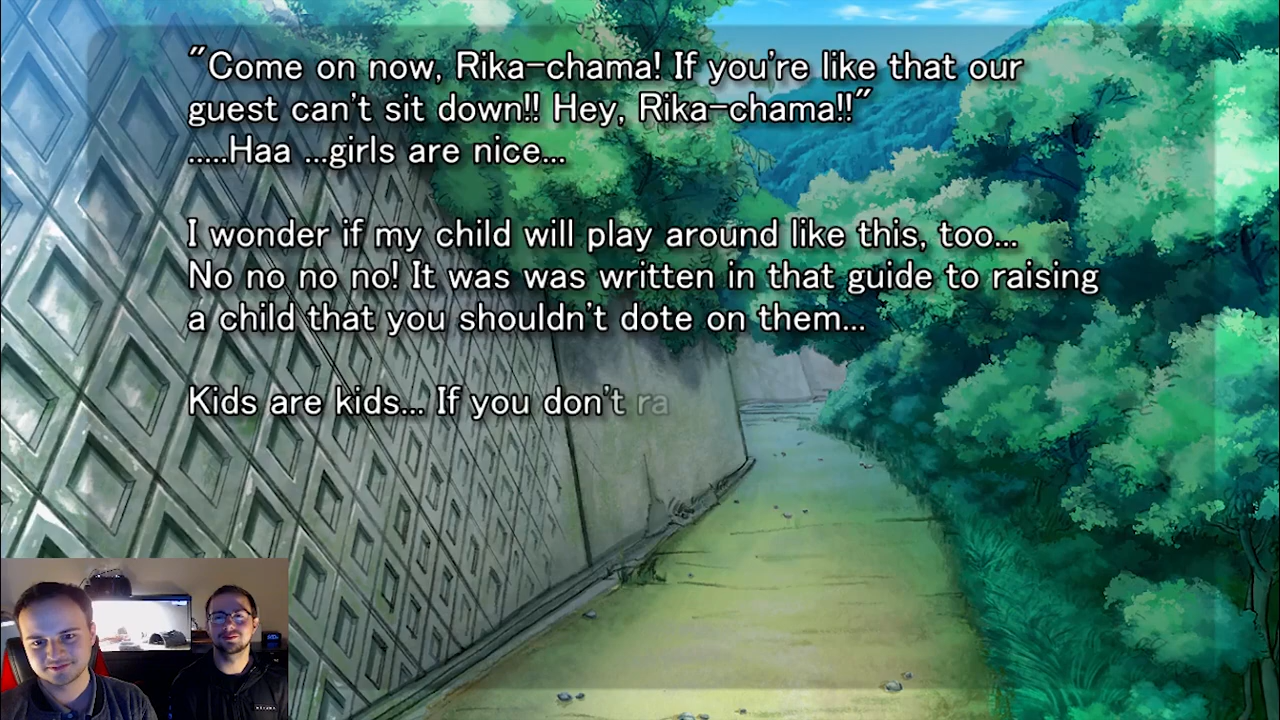 "Come on now, Rika-chama! If you're like that our
guest can't sit down!! Hey, Rika-chama!!"
.....Haa ...girls are nice...
I wonder if my child will play around like this, too...
No no no no! It was was written in that guide to raising
a child that you shouldn't dote on them...
Kids are kids... If you don't ra